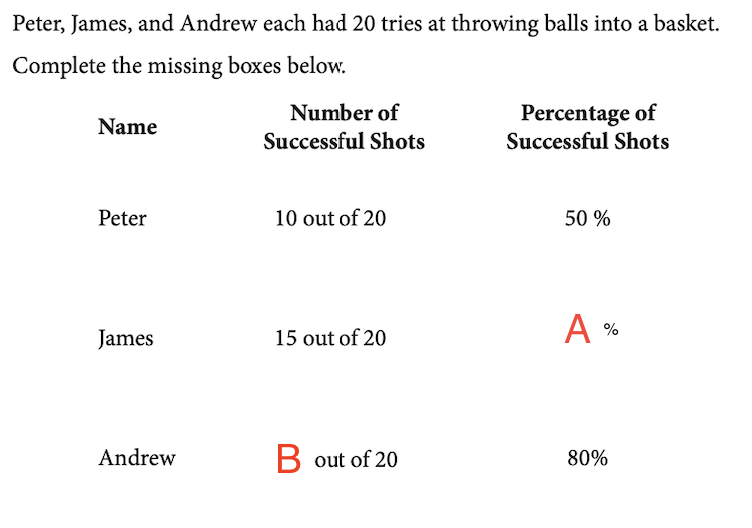 Peter, James, and Andrew each had 20 tries at throwing balls into a basket.
Complete the missing boxes below.
Name
Number of
Successful Shots
Percentage of
Successful Shots
Peter 10 out of 20 50 %
James 15 out of 20 A %
Andrew B out of 20 80%